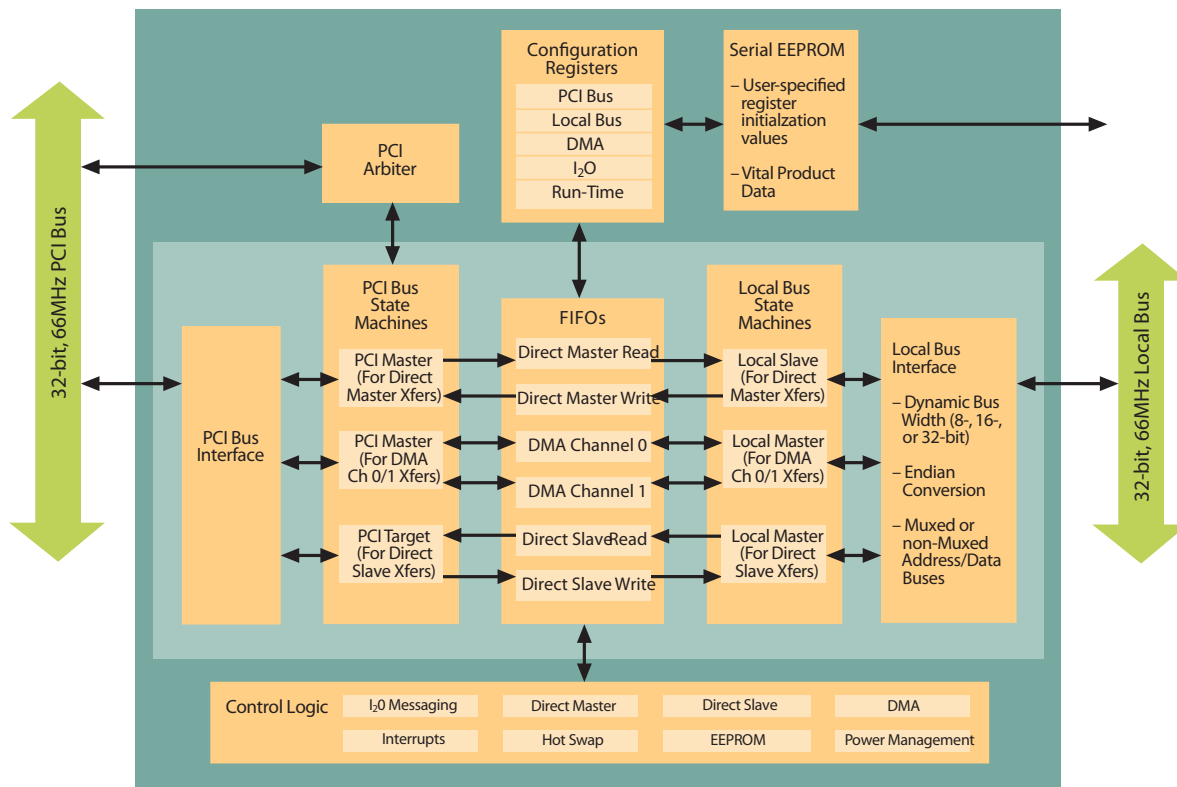 32-bit, 66MHz PCI Bus
PCI
Arbiter
Configuration
Registers
PCI Bus
Local Bus
DMA
I₂O
Run-Time
Serial EEPROM
– User-specified
register
initialzation
values
– Vital Product
Data
PCI Bus
Interface
PCI Bus
State
Machines
PCI Master
(For Direct
Master Xfers)
PCI Master
(For DMA
Ch 0/1 Xfers)
PCI Target
(For Direct
Slave Xfers)
FIFOs
Direct Master Read
Direct Master Write
DMA Channel 0
DMA Channel 1
Direct Slave Read
Direct Slave Write
Local Bus
State
Machines
Local Slave
(For Direct
Master Xfers)
Local Master
(For DMA
Ch 0/1 Xfers)
Local Master
(For Direct
Slave Xfers)
Local Bus
Interface
– Dynamic Bus
Width (8-, 16-,
or 32-bit)
– Endian
Conversion
– Muxed or
non-Muxed
Address/Data
Buses
32-bit, 66MHz Local Bus
Control Logic
I₂0 Messaging
Direct Master
Direct Slave
DMA
Interrupts
Hot Swap
EEPROM
Power Management